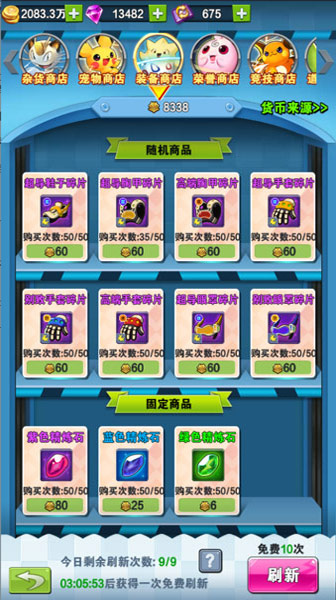 2083.3万 13482 675
杂货商店 宠物商店 装备商店 荣誉商店 竞技商店 道
8338 货币来源>>
随机商品
超导鞋子碎片 超导胸甲碎片 高端胸甲碎片 超导手套碎片
购买次数:50/50 购买次数:35/50 购买次数:50/50 购买次数:50/50
60 60 60 60
别致手套碎片 高端手套碎片 超导眼罩碎片 别致眼罩碎片
购买次数:50/50 购买次数:50/50 购买次数:50/50 购买次数:50/50
60 60 60 60
固定商品
紫色精炼石 蓝色精炼石 绿色精炼石
购买次数:50/50 购买次数:50/50 购买次数:50/50
80 25 6
今日剩余刷新次数: 9/9 ? 免费10次
03:05:53后获得一次免费刷新 刷新